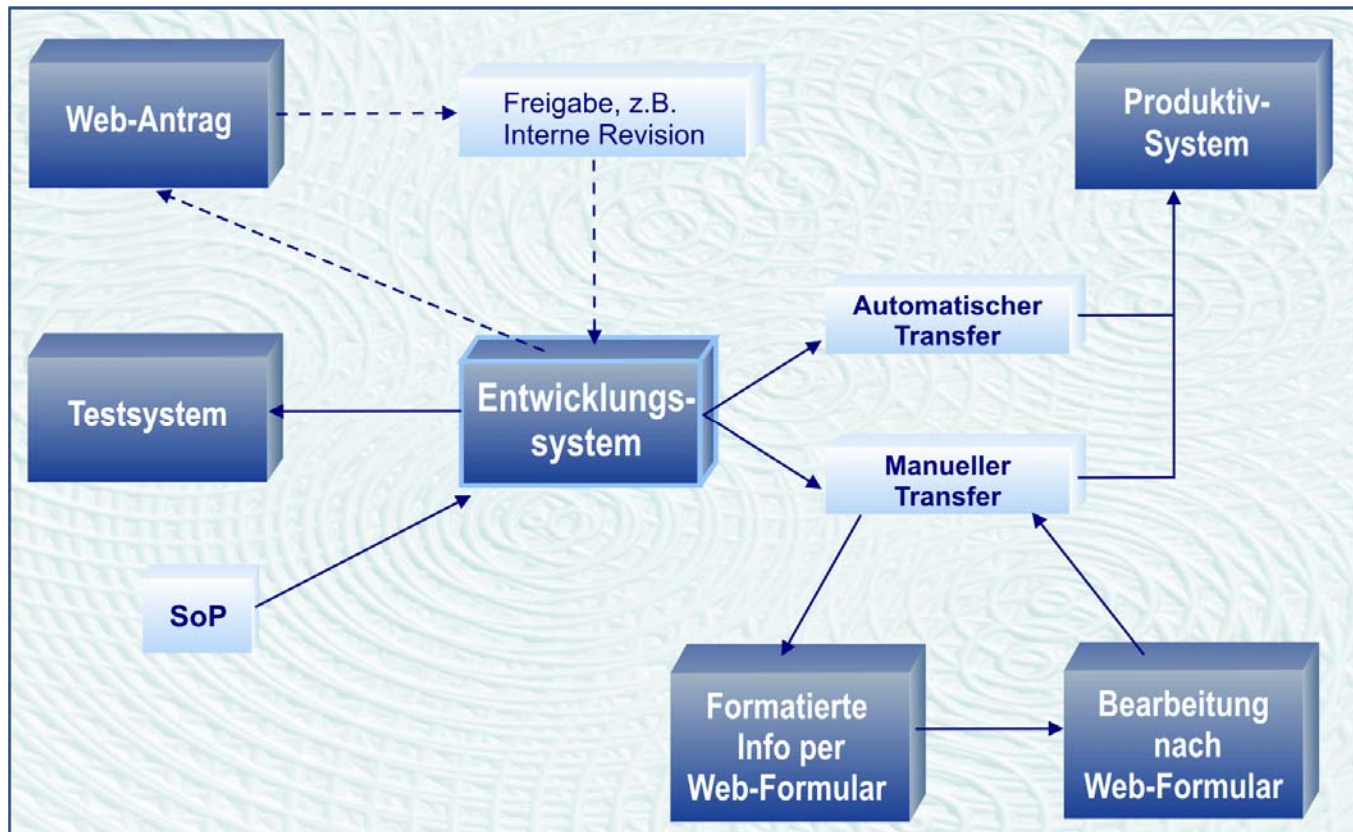 Web-Antrag
Freigabe, z.B.
Interne Revision
Produktiv-
System
Automatischer
Transfer
Testsystem
Entwicklungs-
system
Manueller
Transfer
SoP
Formatierte
Info per
Web-Formular
Bearbeitung
nach
Web-Formular